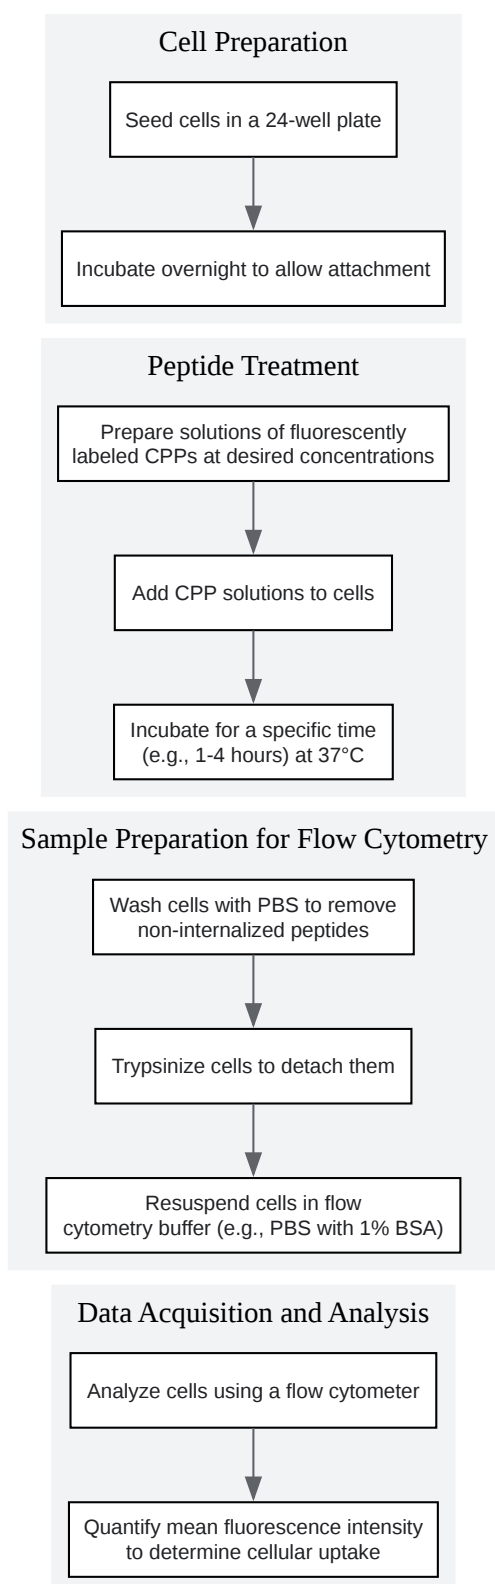 Cell Preparation
Seed cells in a 24-well plate
Incubate overnight to allow attachment
Peptide Treatment
Prepare solutions of fluorescently
labeled CPPs at desired concentrations
Add CPP solutions to cells
Incubate for a specific time
(e.g., 1-4 hours) at 37°C
Sample Preparation for Flow Cytometry
Wash cells with PBS to remove
non-internalized peptides
Trypsinize cells to detach them
Resuspend cells in flow
cytometry buffer (e.g., PBS with 1% BSA)
Data Acquisition and Analysis
Analyze cells using a flow cytometer
Quantify mean fluorescence intensity
to determine cellular uptake